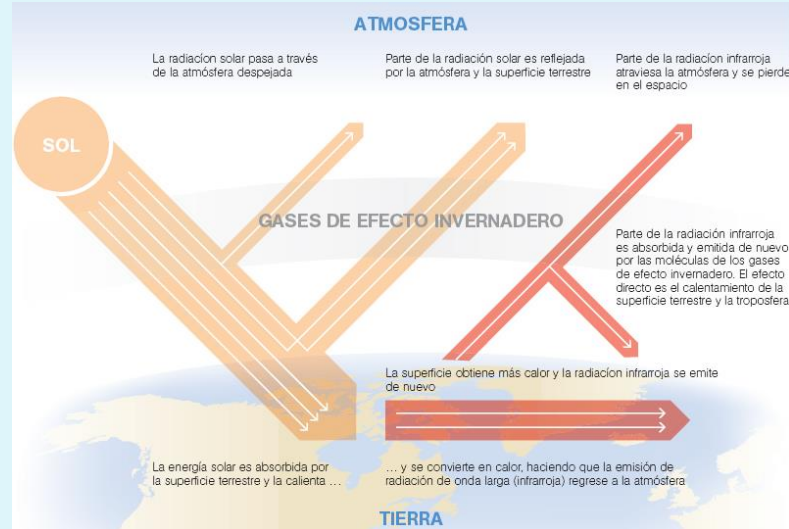 ATMOSFERA
La radiacíon solar pasa a través
de la atmósfera despejada
Parte de la radiación solar es reflejada
por la atmósfera y la superficie terrestre
Parte de la radiacíon infrarroja
atraviesa la atmósfera y se pierde
en el espacio
SOL
GASES DE EFECTO INVERNADERO
Parte de la radiación infrarroja
es absorbida y emitida de nuevo
por las moléculas de los gases
de efecto invernadero. El efecto
directo es el calentamiento de la
superficie terrestre y la troposfera
La superficie obtiene más calor y la radiacíon infrarroja se emite
de nuevo
La energía solar es absorbida por
la superficie terrestre y la calienta ...
... y se convierte en calor, haciendo que la emisión de
radiación de onda larga (infrarroja) regrese a la atmósfera
TIERRA